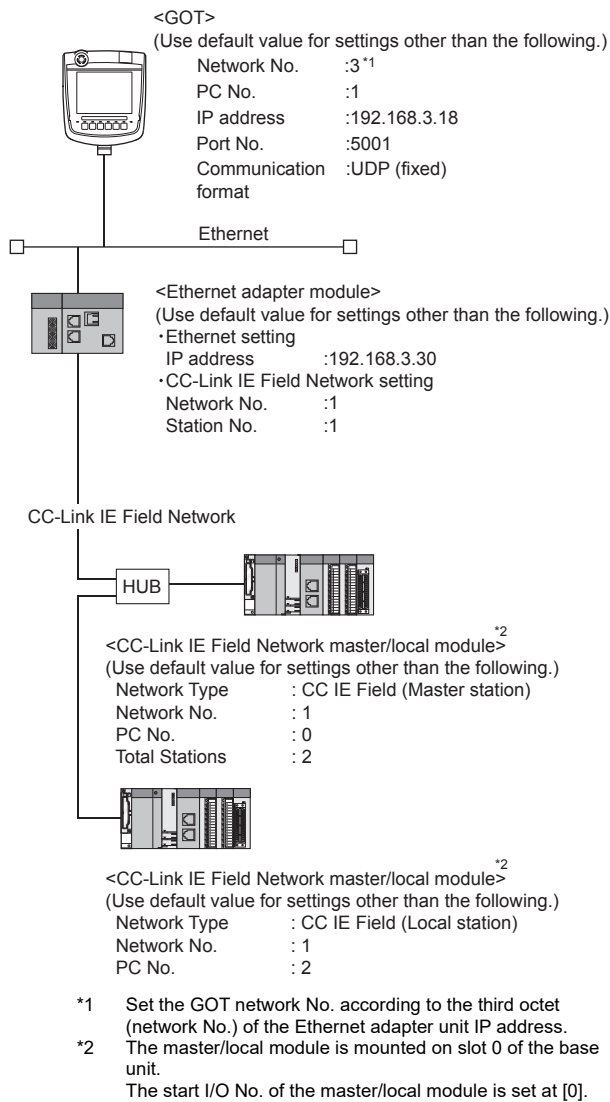 <GOT>
(Use default value for settings other than the following.)
Network No. :3 *1
PC No. :1
IP address :192.168.3.18
Port No. :5001
Communication :UDP (fixed)
format
Ethernet
<Ethernet adapter module>
(Use default value for settings other than the following.)
・Ethernet setting
IP address :192.168.3.30
・CC-Link IE Field Network setting
Network No. :1
Station No. :1
CC-Link IE Field Network
HUB
<CC-Link IE Field Network master/local module> *2
(Use default value for settings other than the following.)
Network Type : CC IE Field (Master station)
Network No. : 1
PC No. : 0
Total Stations : 2
<CC-Link IE Field Network master/local module> *2
(Use default value for settings other than the following.)
Network Type : CC IE Field (Local station)
Network No. : 1
PC No. : 2
*1 Set the GOT network No. according to the third octet
(network No.) of the Ethernet adapter unit IP address.
*2 The master/local module is mounted on slot 0 of the base
unit.
The start I/O No. of the master/local module is set at [0].